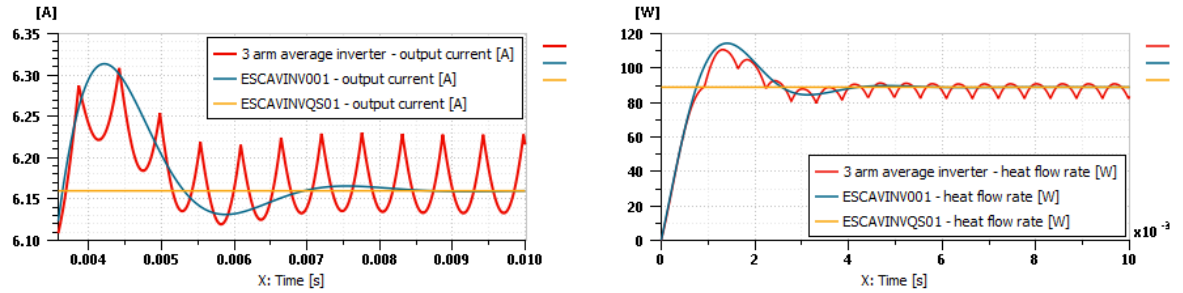 [A]
6.35
6.30
6.25
6.20
6.15
6.10
3 arm average inverter - output current [A]
ESCAVINV001 - output current [A]
ESCAVINVQS01 - output current [A]
0.004 0.005 0.006 0.007 0.008 0.009 0.010
X: Time [s]
[W]
120
100
80
60
40
20
0
3 arm average inverter - heat flow rate [W]
ESCAVINV001 - heat flow rate [W]
ESCAVINVQS01 - heat flow rate [W]
x10 -3
0 2 4 6 8 10
X: Time [s]